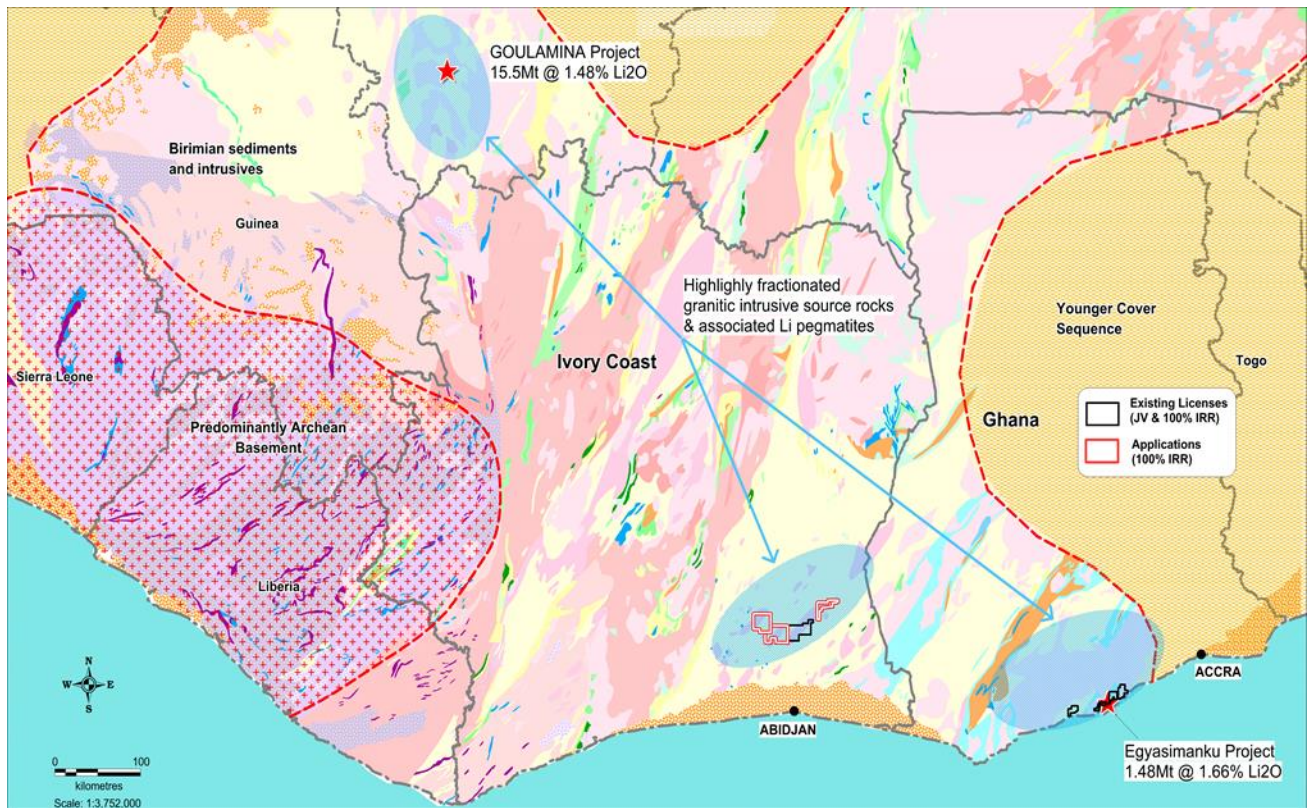 GOULAMINA Project
15.5Mt @ 1.48% Li2O
Birimian sediments
and intrusives
Guinea
Highlighly fractionated
granitic intrusive source rocks
& associated Li pegmatites
Younger Cover
Sequence
Ivory Coast
Togo
Sierra Leone
Existing Licenses
(JV & 100% IRR)
Applications
(100% IRR)
Ghana
Predominantly Archean
Basement
Liberia
N
W
E
S
ACCRA
ABIDJAN
Egyasimanku Project
1.48Mt @ 1.66% Li2O
0
100
kilometres
Scale: 1:3.752.000